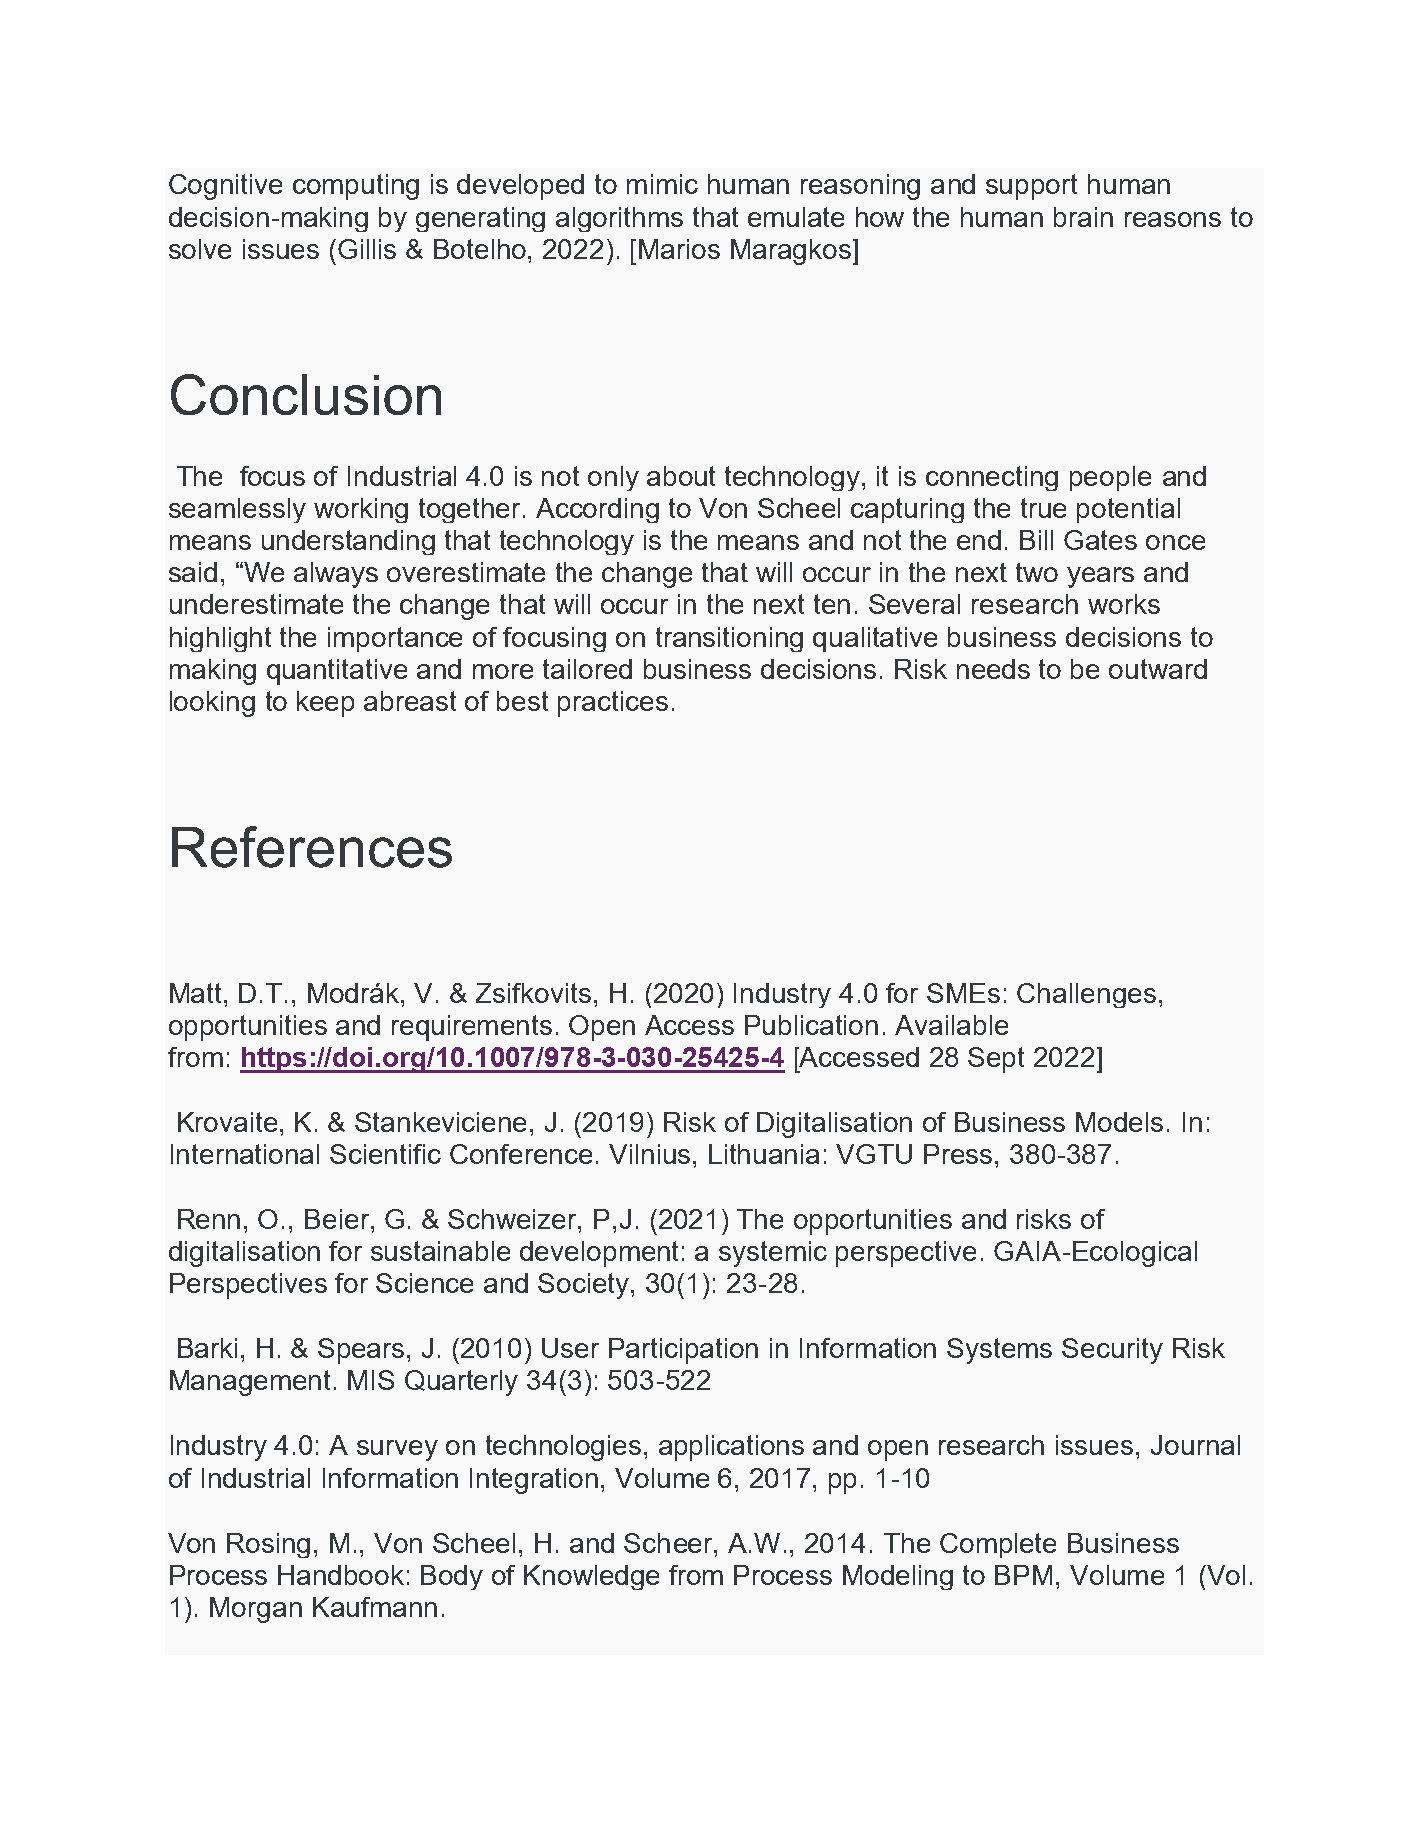 Cognitive computing is developed to mimic human reasoning and support human
decision-making by generating algorithms that emulate how the human brain reasons to
solve issues (Gillis & Botelho, 2022). [Marios Maragkos]
Conclusion
The  focus of Industrial 4.0 is not only about technology, it is connecting people and
seamlessly working together. According to Von Scheel capturing the true potential
means understanding that technology is the means and not the end. Bill Gates once
said, “We always overestimate the change that will occur in the next two years and
underestimate the change that will occur in the next ten. Several research works
highlight the importance of focusing on transitioning qualitative business decisions to
making quantitative and more tailored business decisions. Risk needs to be outward
looking to keep abreast of best practices.
References
Matt, D.T., Modrák, V. & Zsifkovits, H. (2020) Industry 4.0 for SMEs: Challenges,
opportunities and requirements. Open Access Publication. Available
from: https://doi.org/10.1007/978-3-030-25425-4 [Accessed 28 Sept 2022]
Krovaite, K. & Stankeviciene, J. (2019) Risk of Digitalisation of Business Models. In:
International Scientific Conference. Vilnius, Lithuania: VGTU Press, 380-387.
Renn, O., Beier, G. & Schweizer, P,J. (2021) The opportunities and risks of
digitalisation for sustainable development: a systemic perspective. GAIA-Ecological
Perspectives for Science and Society, 30(1): 23-28.
Barki, H. & Spears, J. (2010) User Participation in Information Systems Security Risk
Management. MIS Quarterly 34(3): 503-522
Industry 4.0: A survey on technologies, applications and open research issues, Journal
of Industrial Information Integration, Volume 6, 2017, pp. 1-10
Von Rosing, M., Von Scheel, H. and Scheer, A.W., 2014. The Complete Business
Process Handbook: Body of Knowledge from Process Modeling to BPM, Volume 1 (Vol.
1). Morgan Kaufmann.